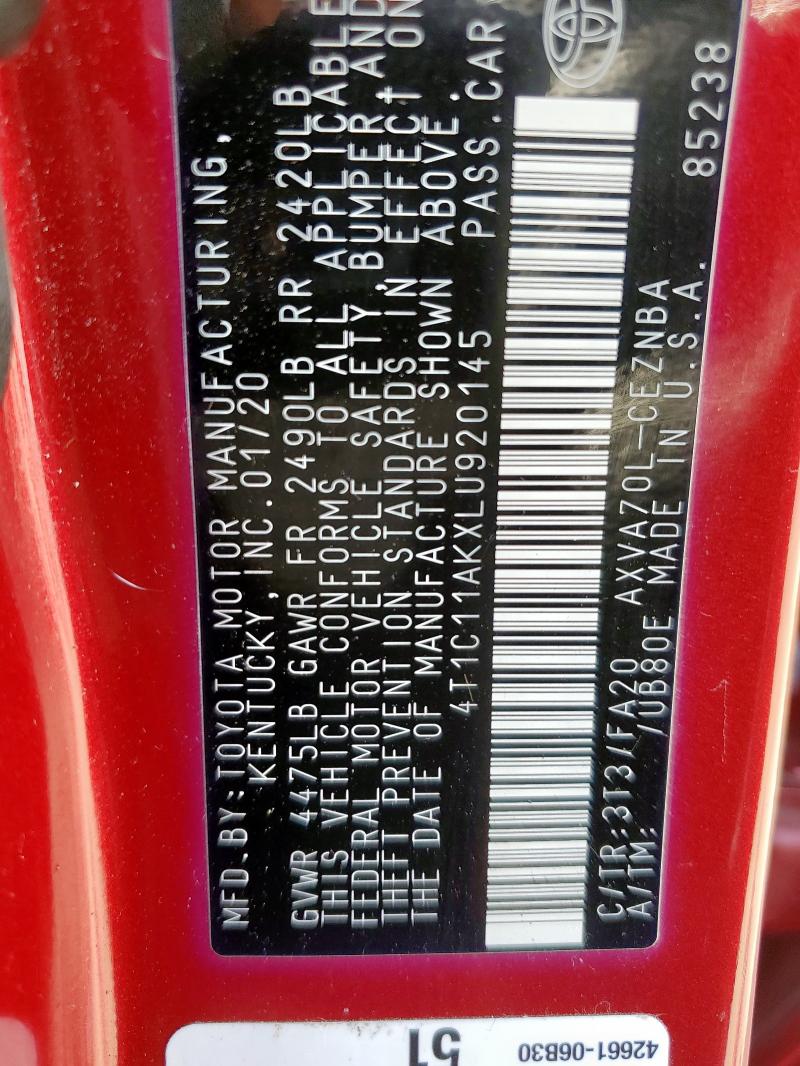 MFD.BY:TOYOTA MOTOR MANUFACTURING,
KENTUCKY,INC.01/20
GVWR 4475LB GAWR FR 2490LB RR 2420LB
THIS VEHICLE CONFORMS TO ALL APPLICABLE
FEDERAL MOTOR VEHICLE SAFETY,BUMPER AND
THEFT PREVENTION STANDARDS IN EFFECT ON
THE DATE OF MANUFACTURE SHOWN ABOVE.
4T1C11AKXLU920145 PASS.CAR
C/TR:3T3/FA20 AXVA70L-CEZNBA
A/TM: /UB80E MADE IN U.S.A.
85238
51
42661-06B30